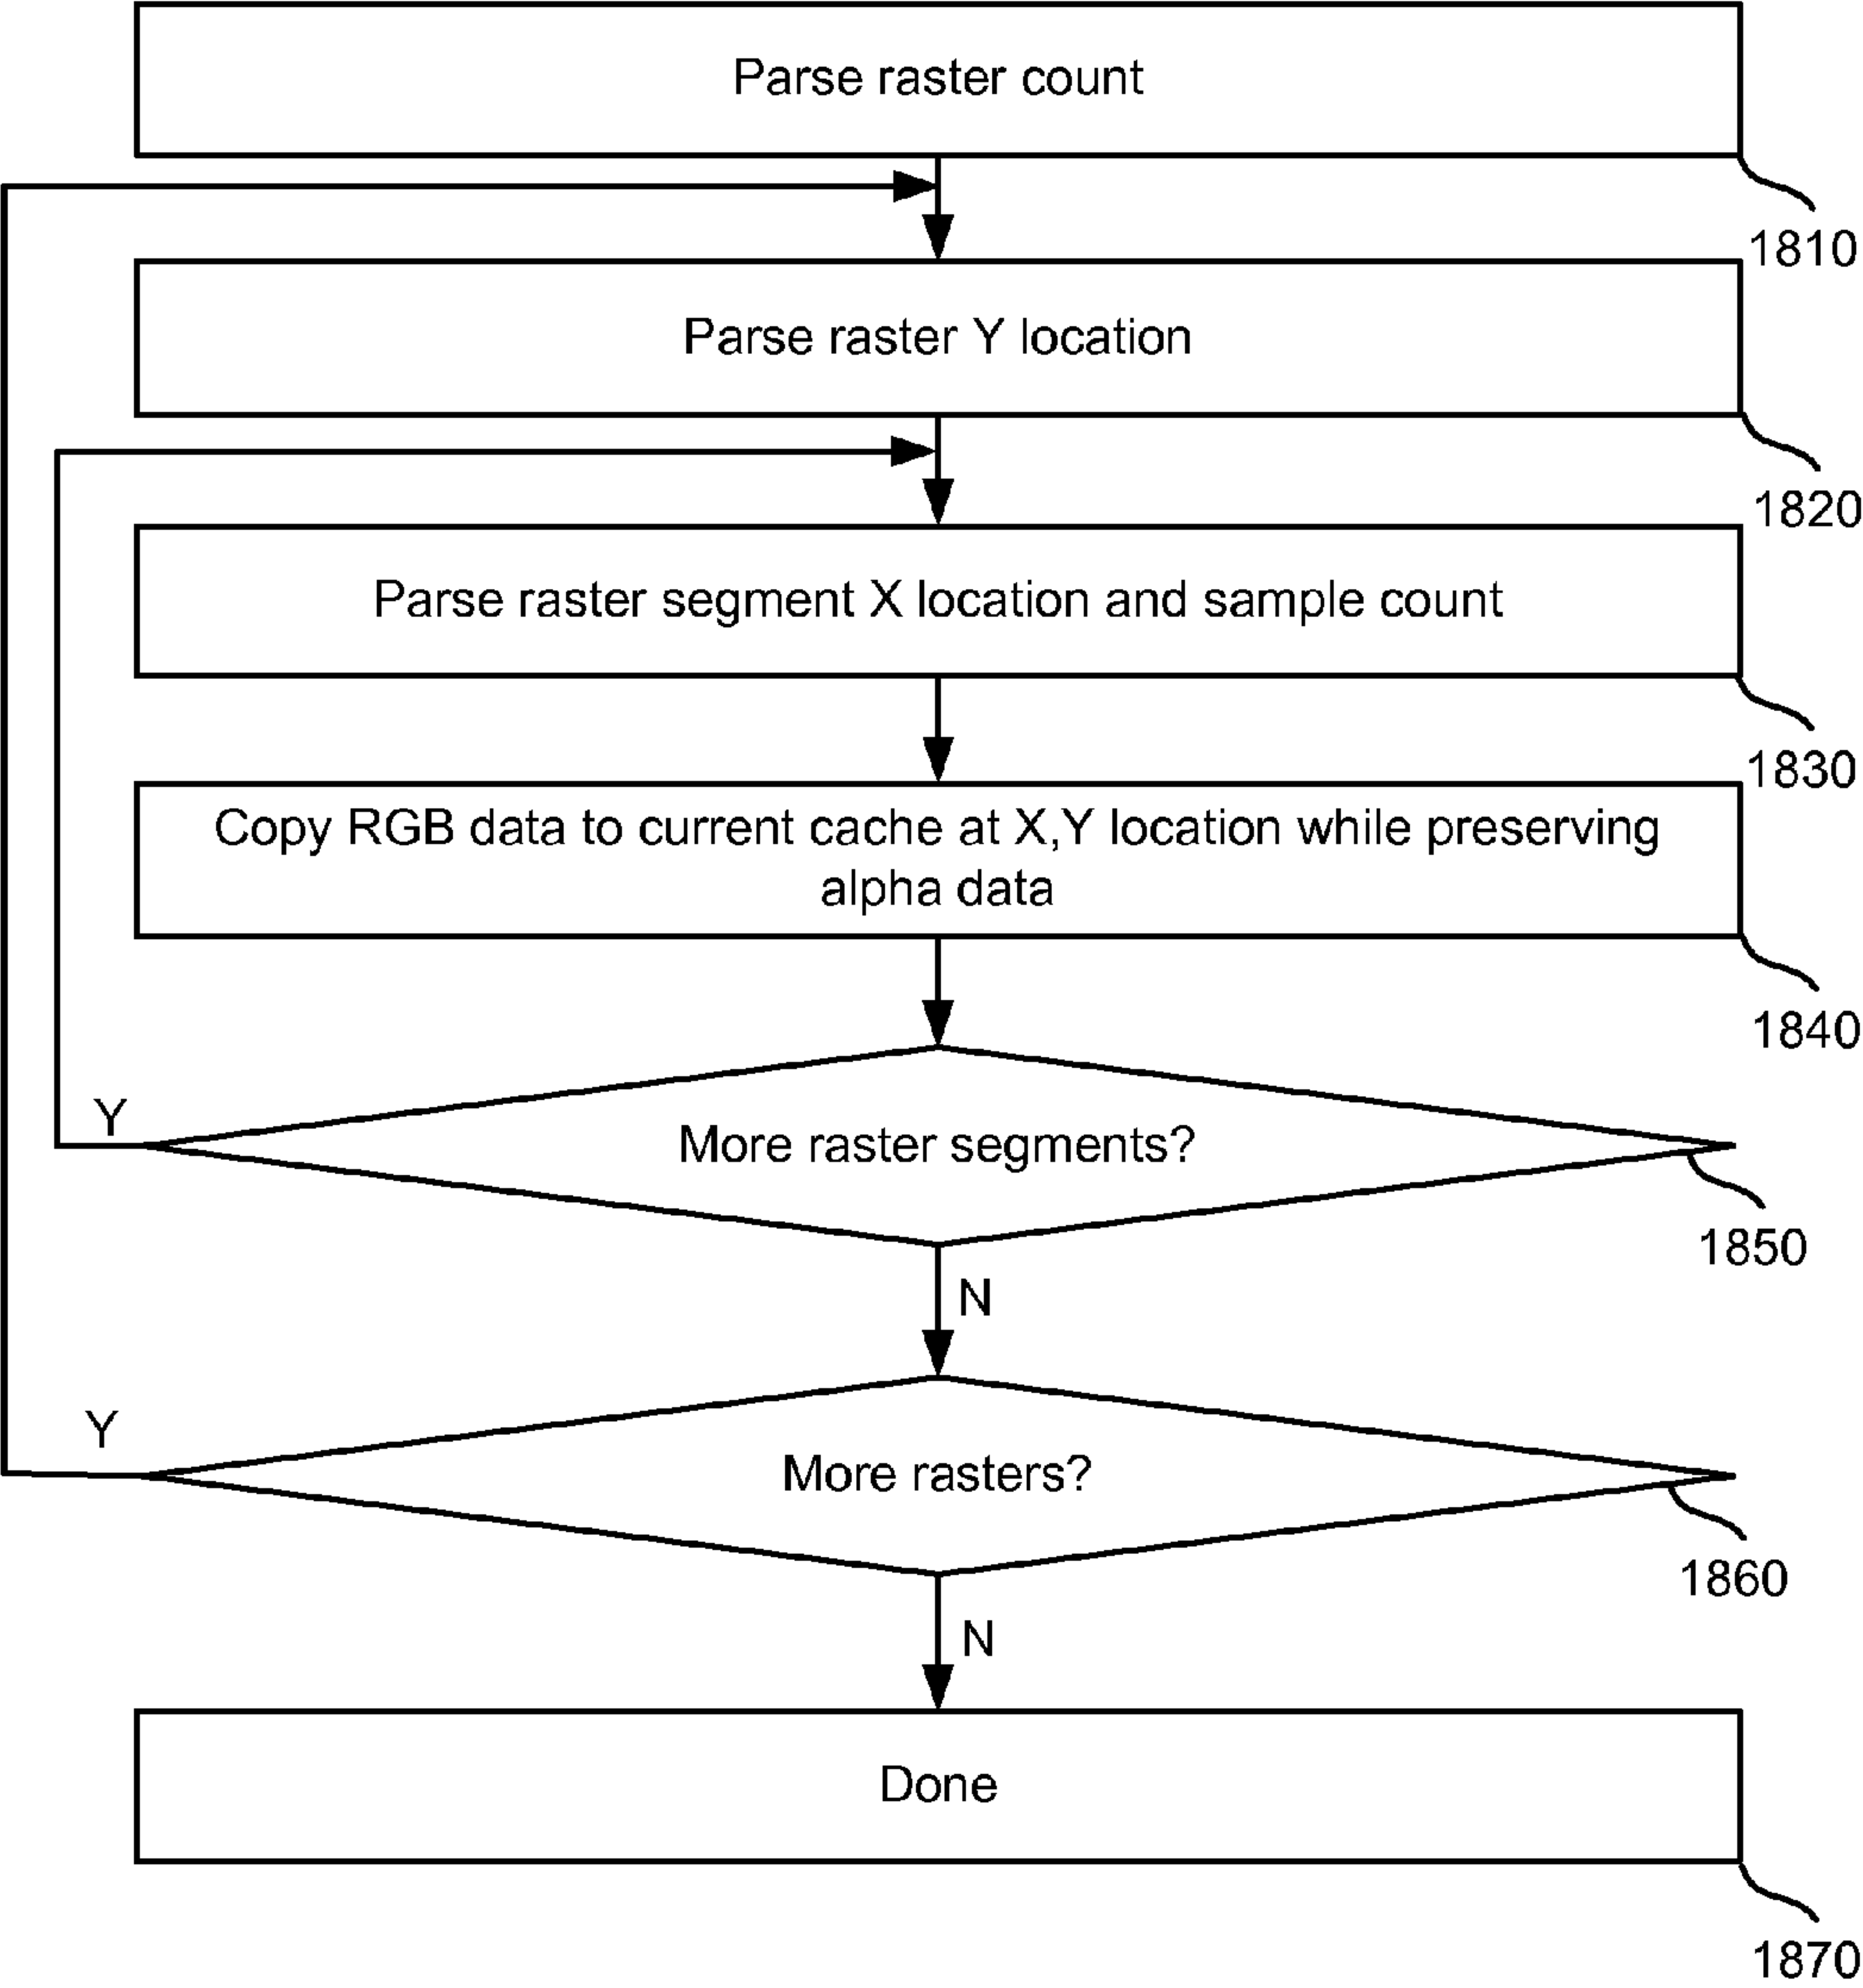 Parse raster count
1810
Parse raster Y location
1820
Parse raster segment X location and sample count
1830
Copy RGB data to current cache at X,Y location while preserving
alpha data
1840
Y
More raster segments?
1850
N
Y
More rasters?
1860
N
Done
1870